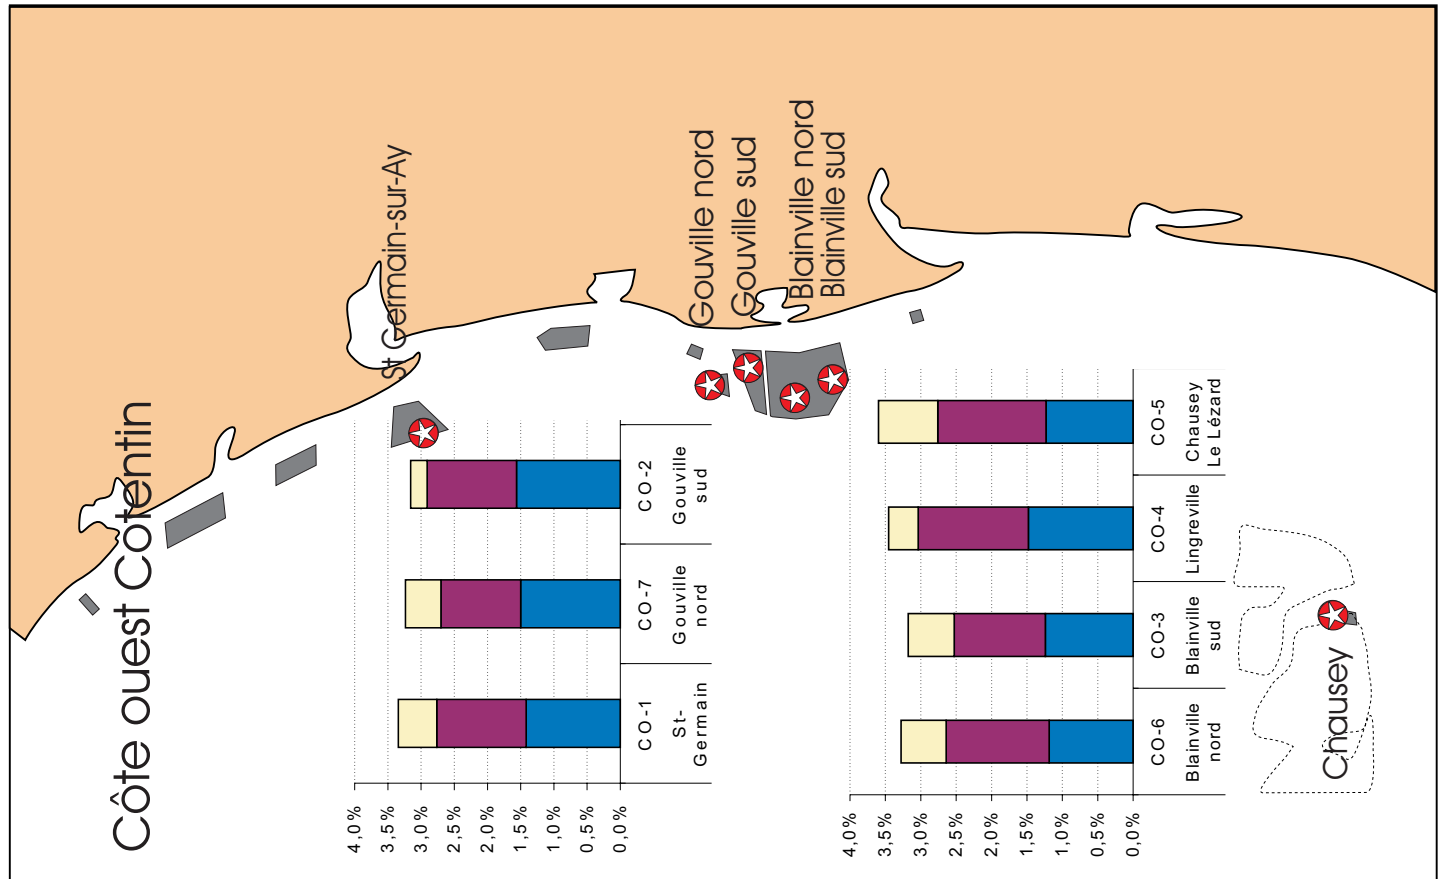 Côte ouest Cotentin
St Germain-sur-Ay
Gouville nord
Gouville sud
Blainville nord
Blainville sud
4,0%
3,5%
3,0%
2,5%
2,0%
1,5%
1,0%
0,5%
0,0%
CO-1
St-
Germain
CO-7
Gouville
nord
CO-2
Gouville
sud
4,0%
3,5%
3,0%
2,5%
2,0%
1,5%
1,0%
0,5%
0,0%
CO-6
Blainville
nord
CO-3
Blainville
sud
CO-4
Lingreville
CO-5
Chausey
Le Lézard
Chausey